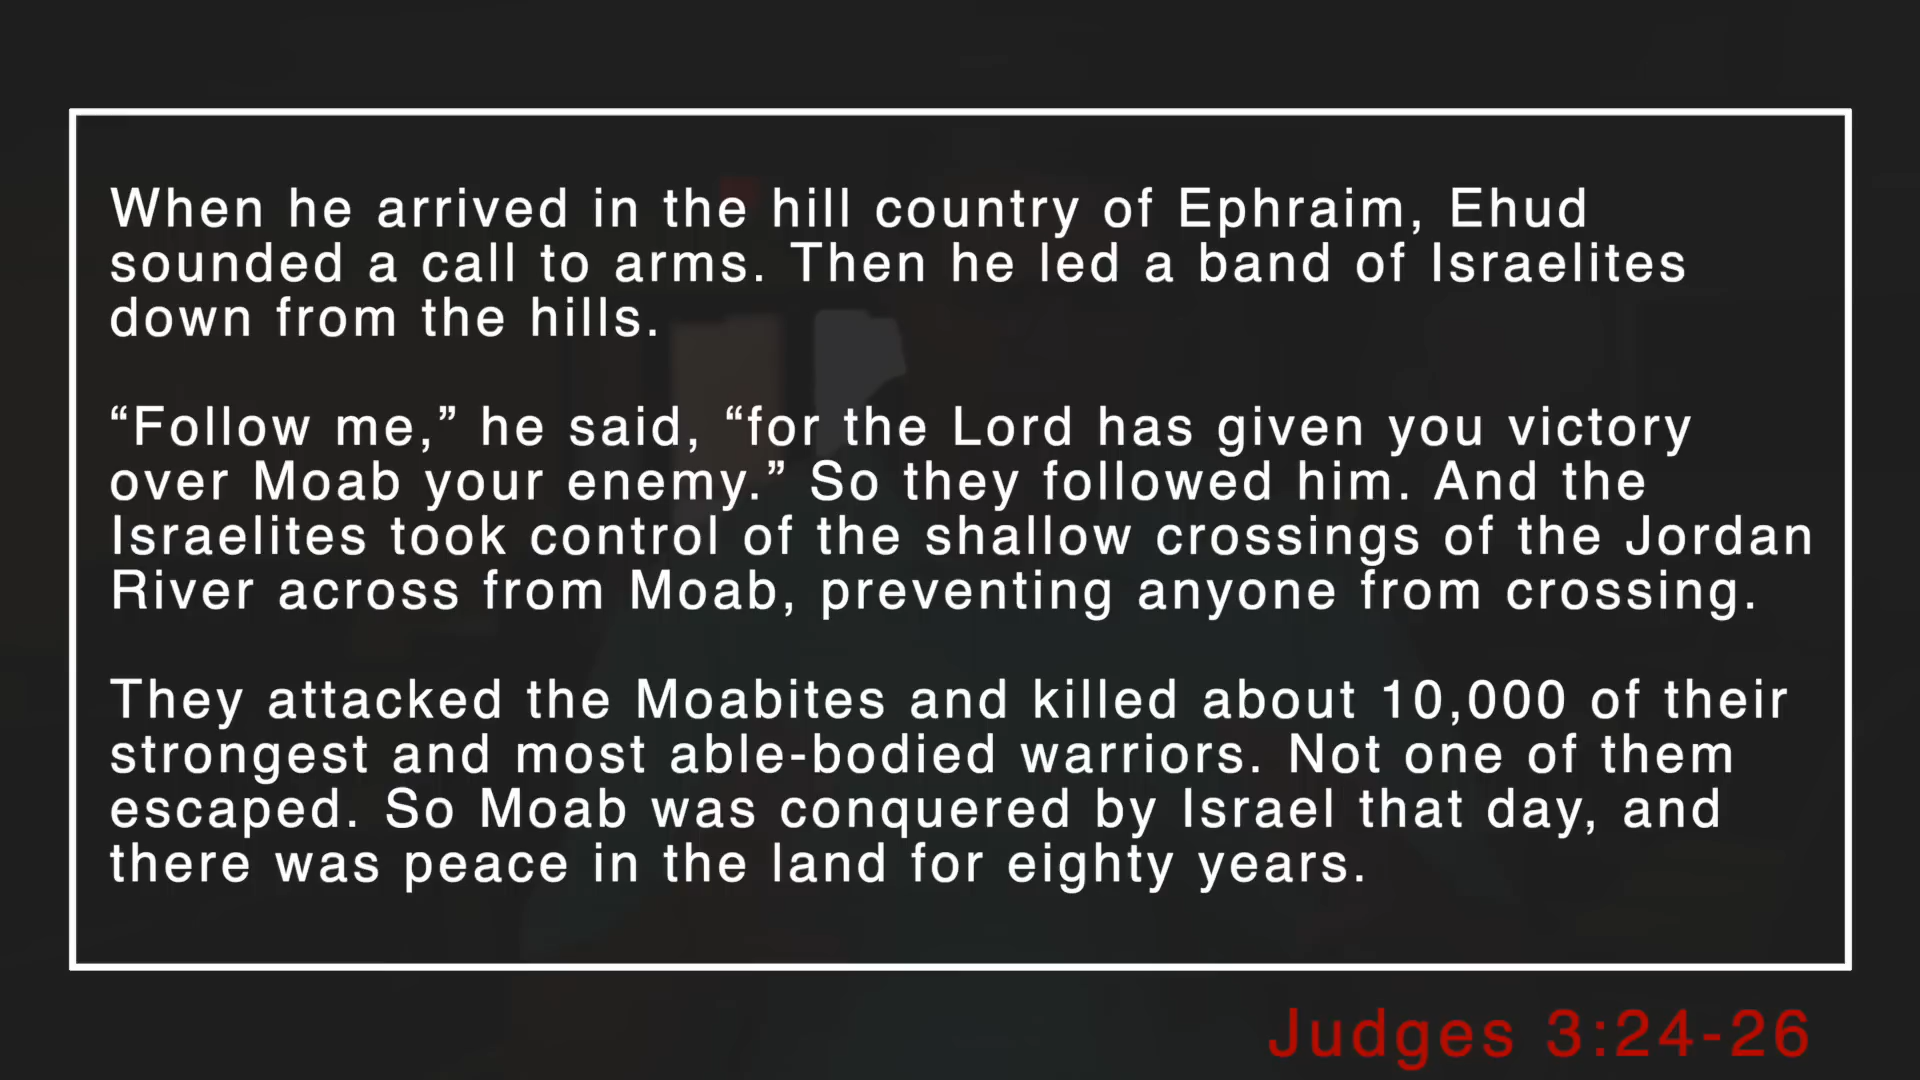 When he arrived in the hill country of Ephraim, Ehud
sounded a call to arms. Then he led a band of Israelites
down from the hills.
“Follow me,” he said, “for the Lord has given you victory
over Moab your enemy.” So they followed him. And the
Israelites took control of the shallow crossings of the Jordan
River across from Moab, preventing anyone from crossing.
They attacked the Moabites and killed about 10,000 of their
strongest and most able-bodied warriors. Not one of them
escaped. So Moab was conquered by Israel that day, and
there was peace in the land for eighty years.
Judges 3:24-26